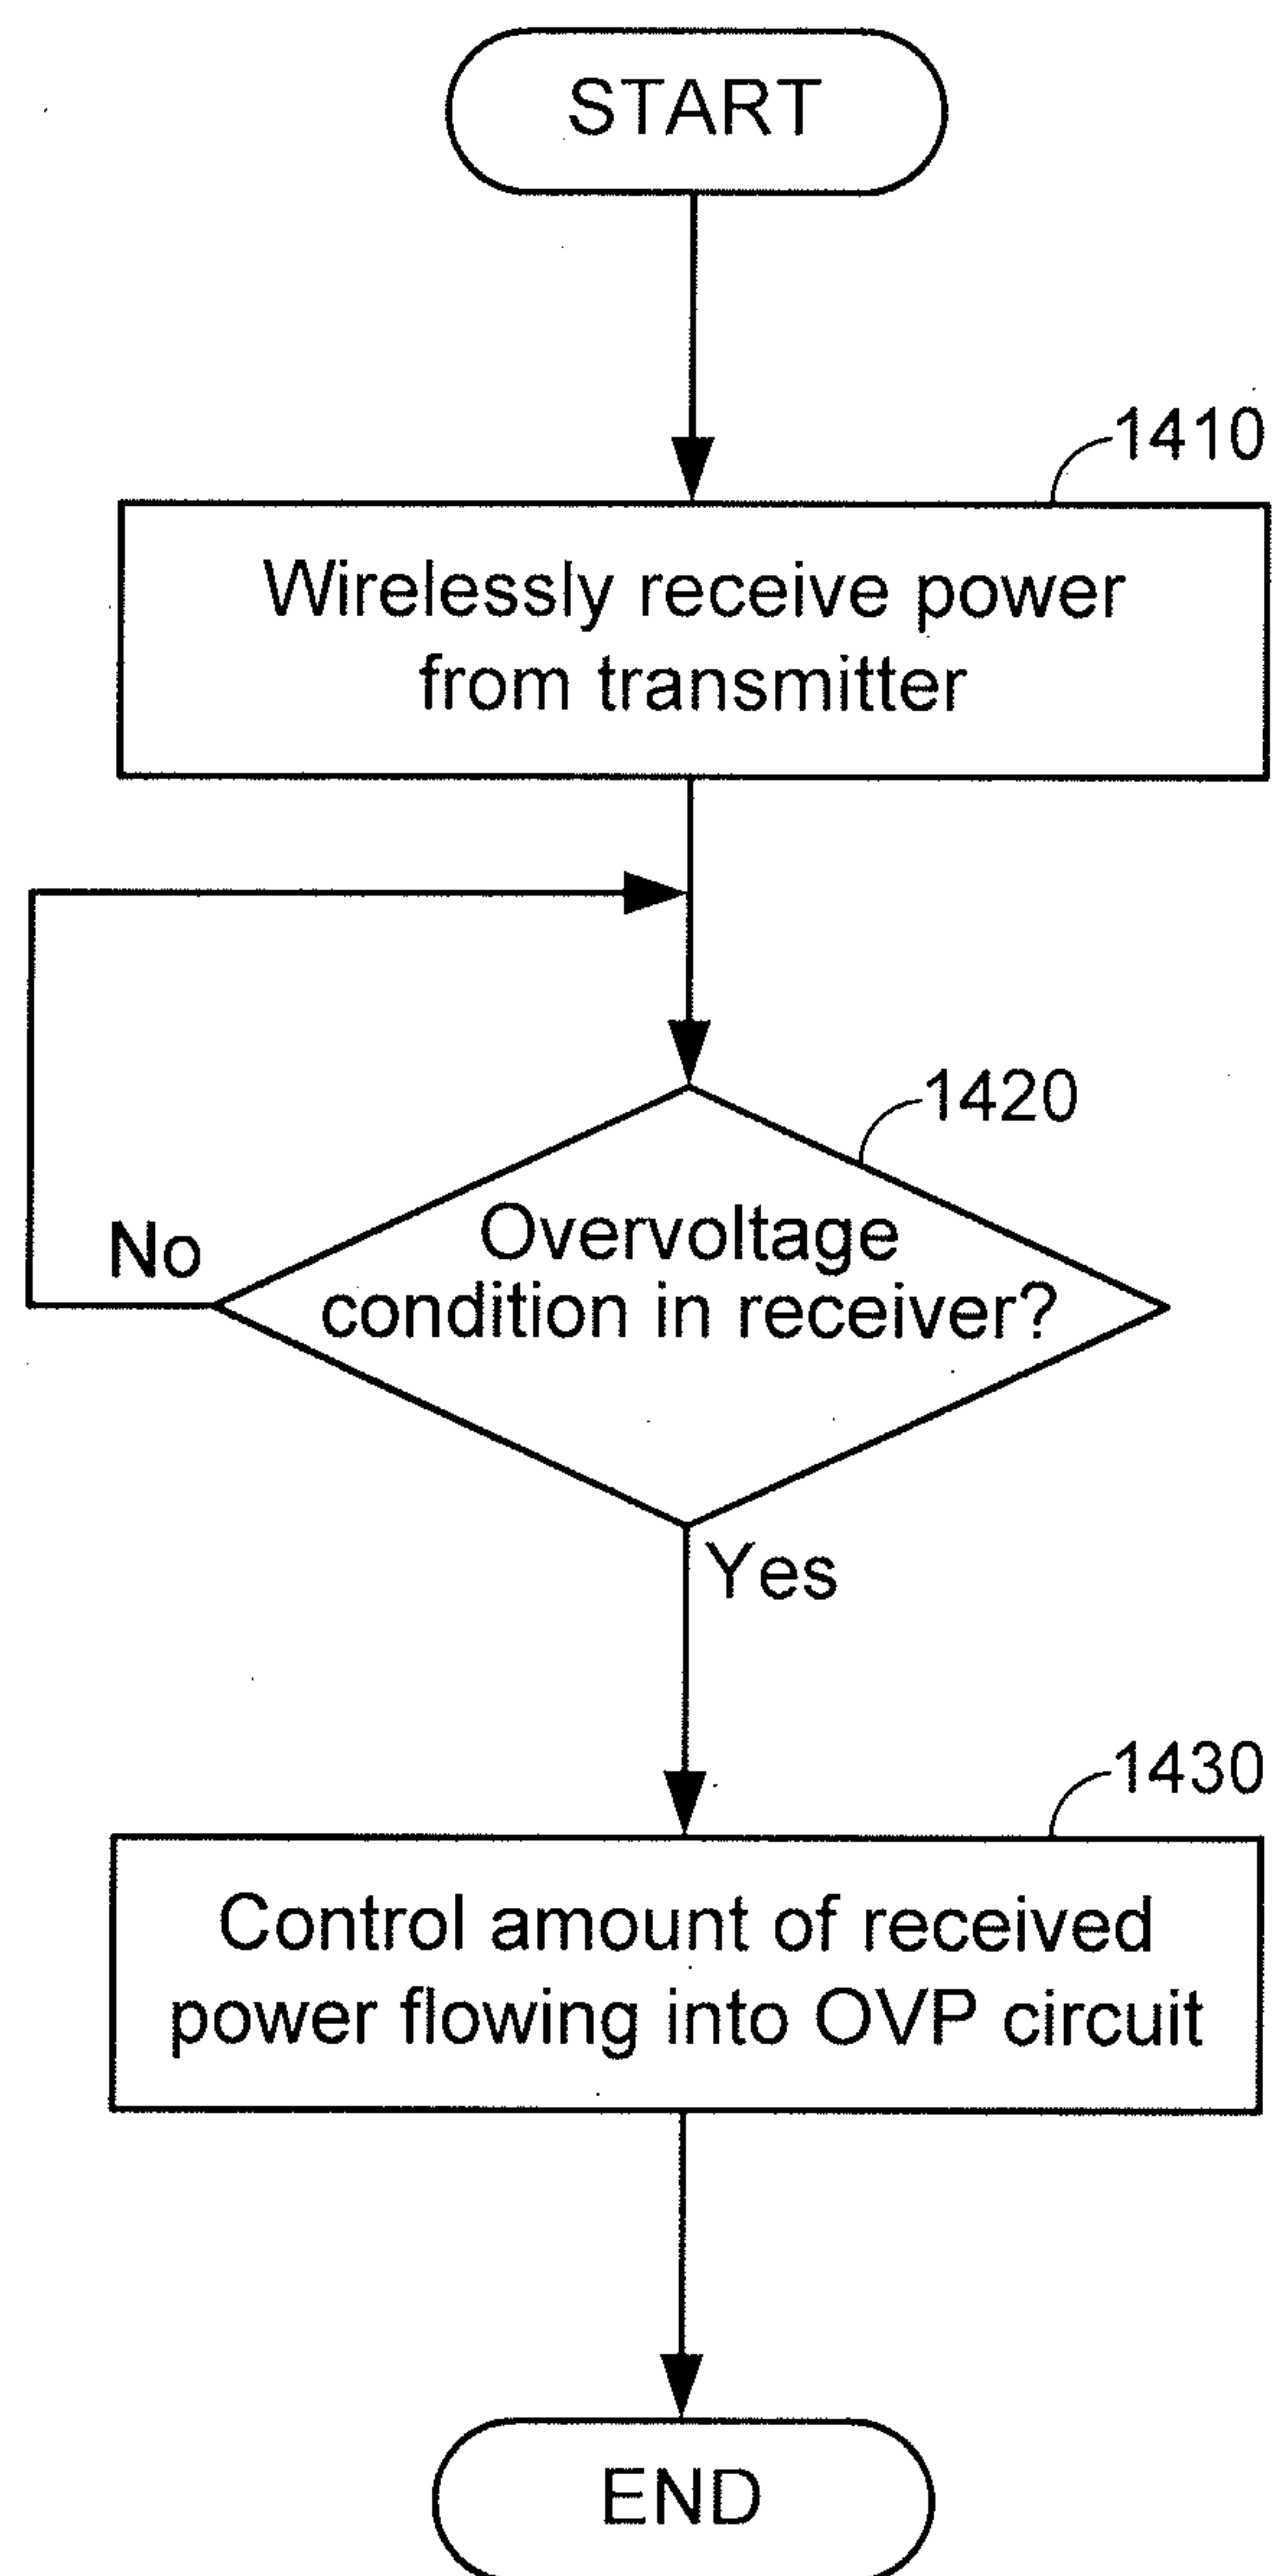 START
1410
Wirelessly receive power
from transmitter
1420
Overvoltage
condition in receiver?
No
Yes
1430
Control amount of received
power flowing into OVP circuit
END